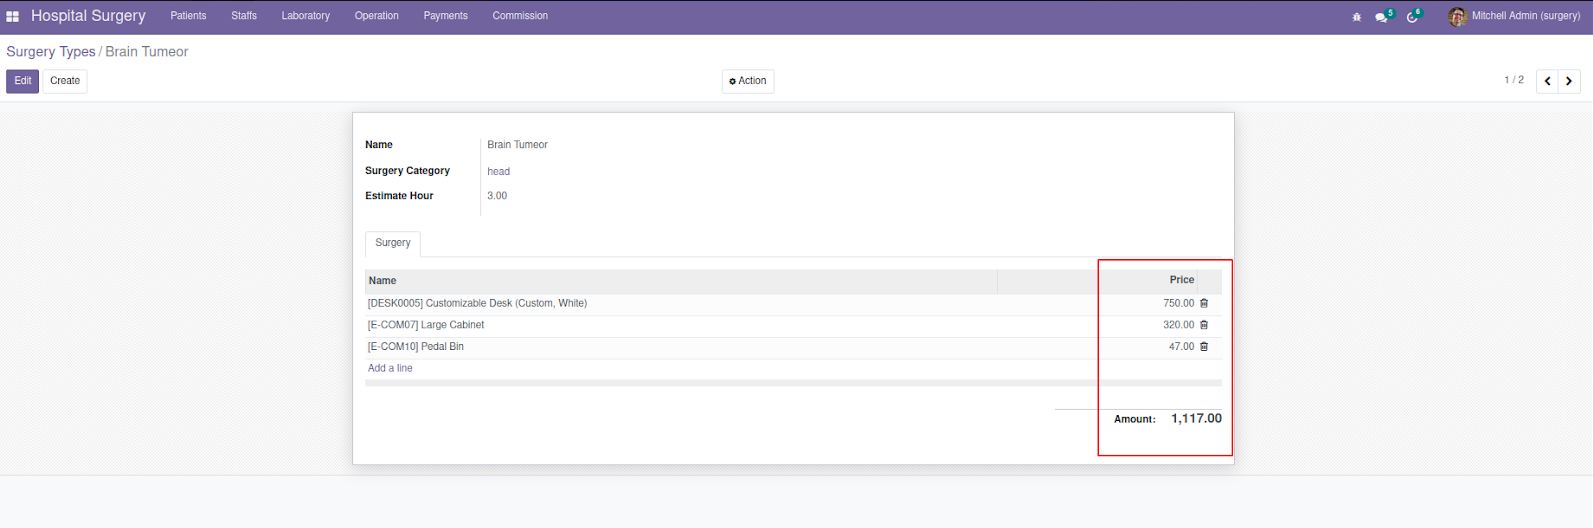 Hospital Surgery Patients Staffs Laboratory Operation Payments Commission 5 6 Mitchell Admin (surgery)
Surgery Types / Brain Tumeor
Edit Create Action 1 / 2
Name Brain Tumeor
Surgery Category head
Estimate Hour 3.00
Surgery
Name Price
[DESK0005] Customizable Desk (Custom, White) 750.00
[E-COM07] Large Cabinet 320.00
[E-COM10] Pedal Bin 47.00
Add a line
Amount: 1,117.00